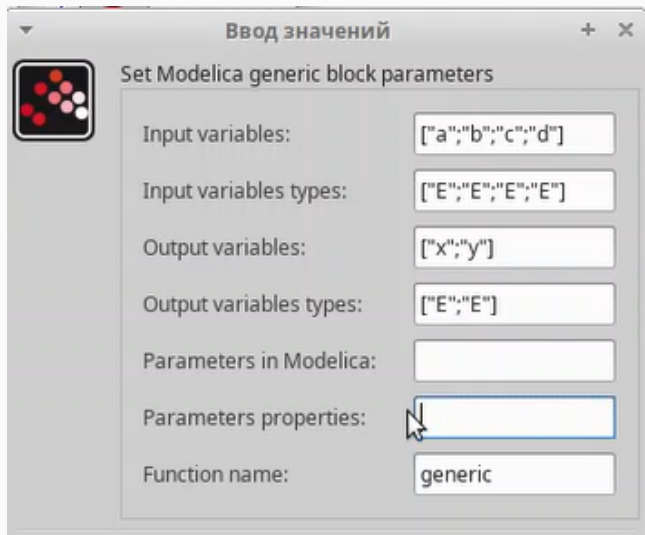 Ввод значений
Set Modelica generic block parameters
Input variables: ["a";"b";"c";"d"]
Input variables types: ["E";"E";"E";"E"]
Output variables: ["x";"y"]
Output variables types: ["E";"E"]
Parameters in Modelica:
Parameters properties:
Function name: generic